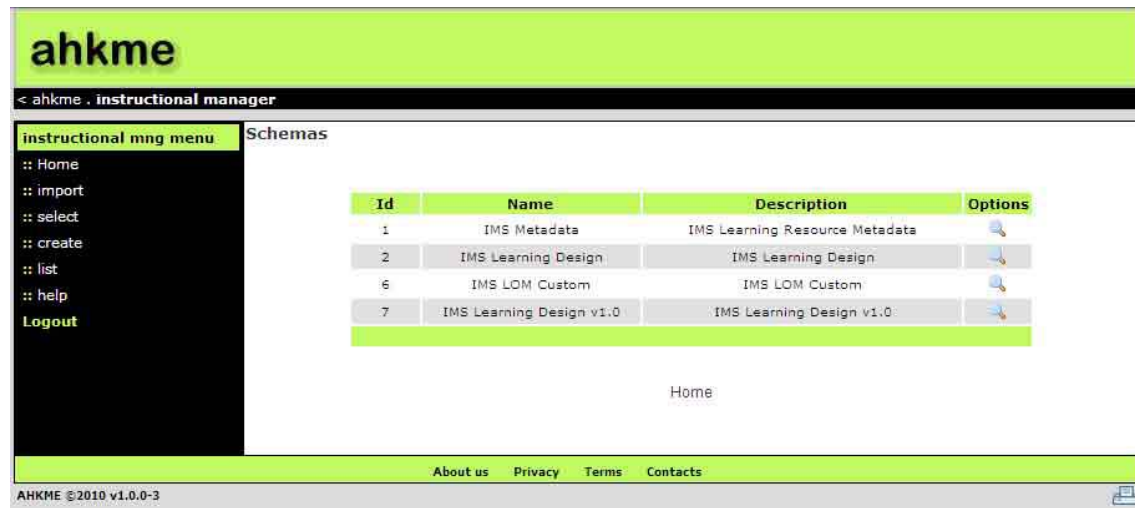 ahkme
< ahkme . instructional manager
instructional mng menu
:: Home
:: import
:: select
:: create
:: list
:: help
Logout
Schemas
Id Name Description Options
1 IMS Metadata IMS Learning Resource Metadata
2 IMS Learning Design IMS Learning Design
6 IMS LOM Custom IMS LOM Custom
7 IMS Learning Design v1.0 IMS Learning Design v1.0
Home
About us Privacy Terms Contacts
AHKME ©2010 v1.0.0-3